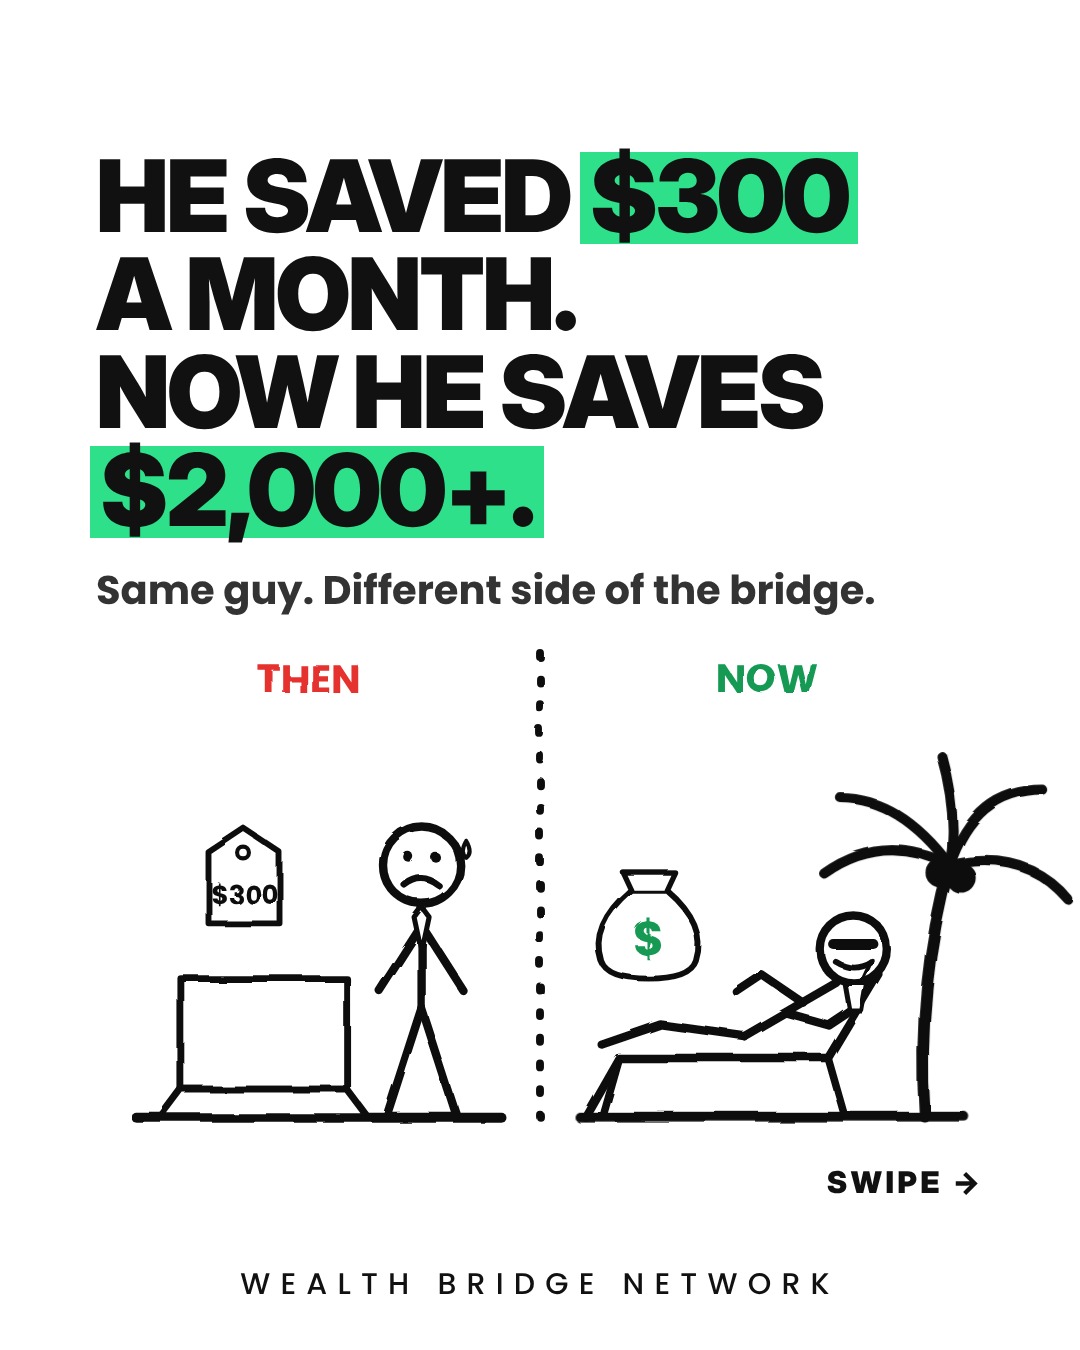 HE SAVED $300
A MONTH.
NOW HE SAVES
$2,000+.
Same guy. Different side of the bridge.
THEN
NOW
$300
$
SWIPE →
WEALTH BRIDGE NETWORK